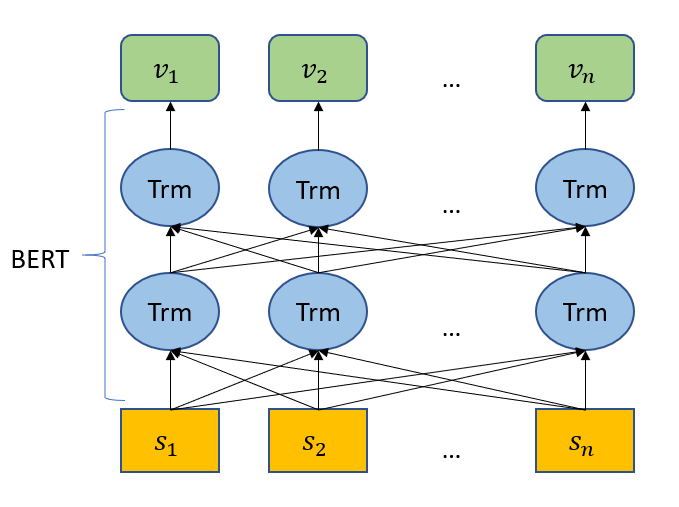 v₁ v₂ ... vₙ
Trm Trm ... Trm
BERT
Trm Trm ... Trm
s₁ s₂ ... sₙ